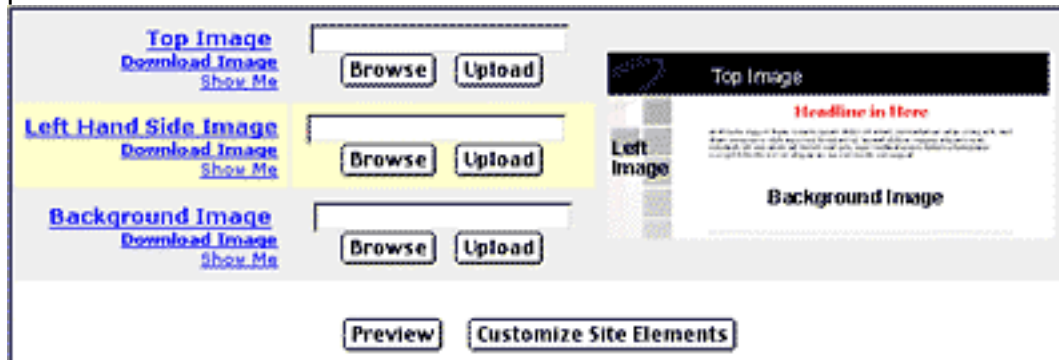 Top Image
Download Image
Show Me
Browse Upload
Left Hand Side Image
Download Image
Show Me
Browse Upload
Background Image
Download Image
Show Me
Browse Upload
Top Image
Headline in Here
Left
Image
Background Image
Preview Customize Site Elements